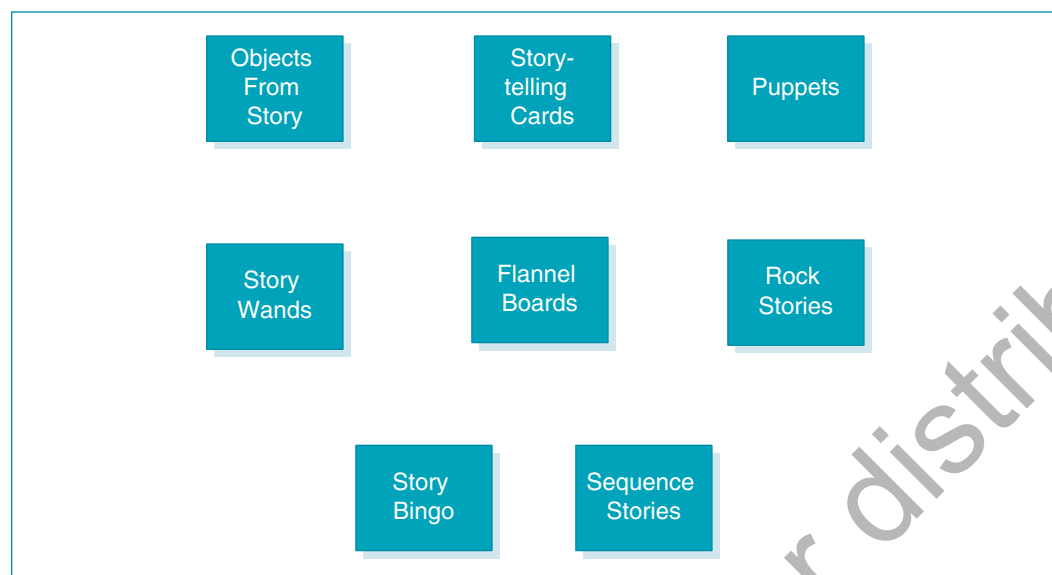 Objects
From
Story
Story-
telling
Cards
Puppets
Story
Wands
Flannel
Boards
Rock
Stories
Story
Bingo
Sequence
Stories